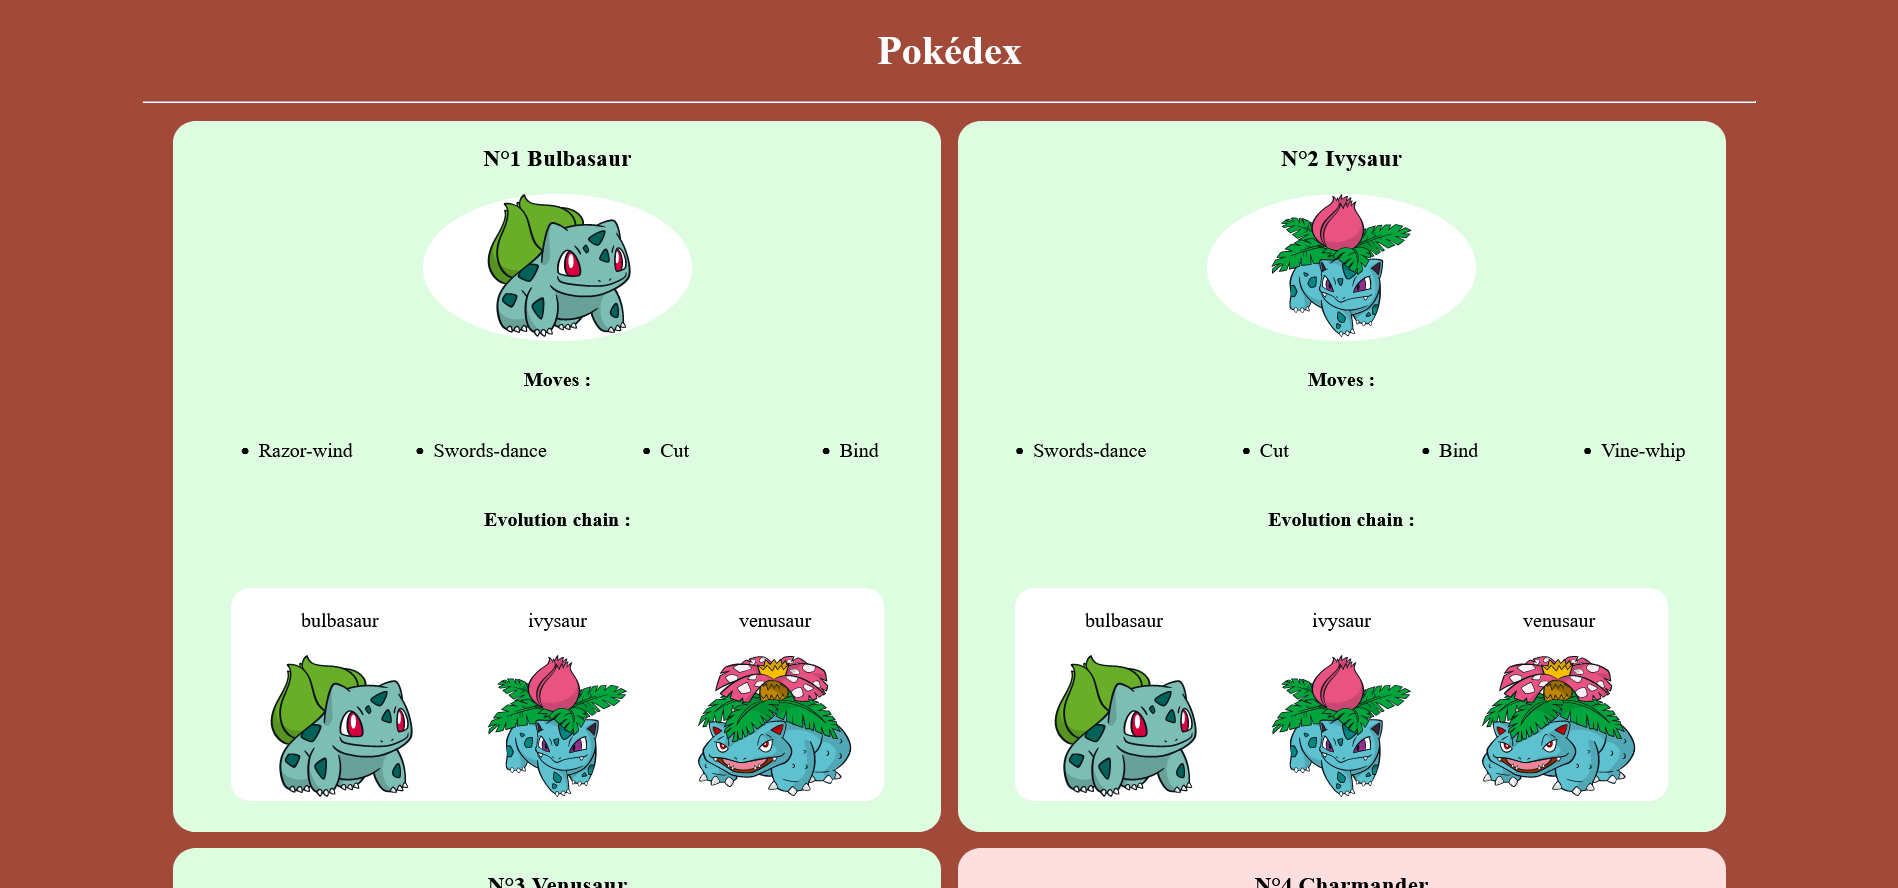 Pokédex
N°1 Bulbasaur
Moves :
• Razor-wind • Swords-dance • Cut • Bind
Evolution chain :
bulbasaur ivysaur venusaur
N°2 Ivysaur
Moves :
• Swords-dance • Cut • Bind • Vine-whip
Evolution chain :
bulbasaur ivysaur venusaur
N°3 Venusaur
N°4 Charmander